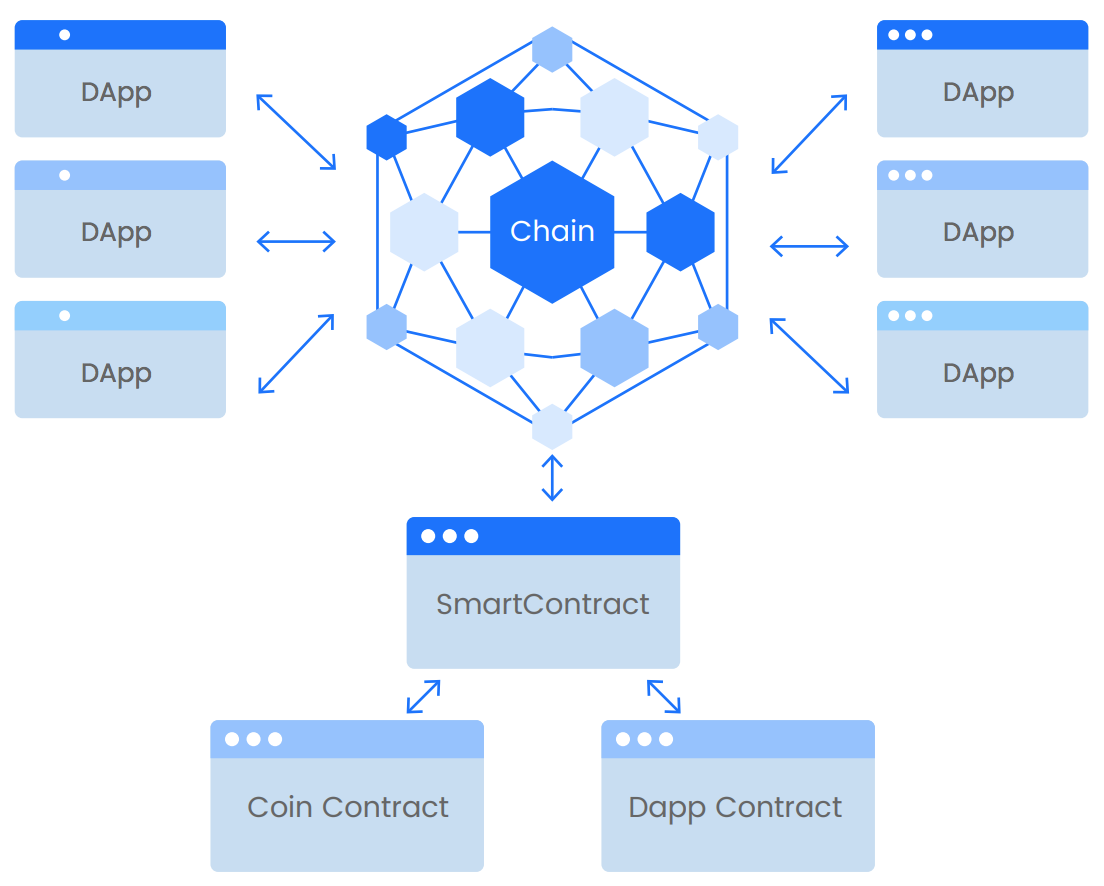 DApp
DApp
DApp
Chain
DApp
DApp
DApp
SmartContract
Coin Contract
Dapp Contract